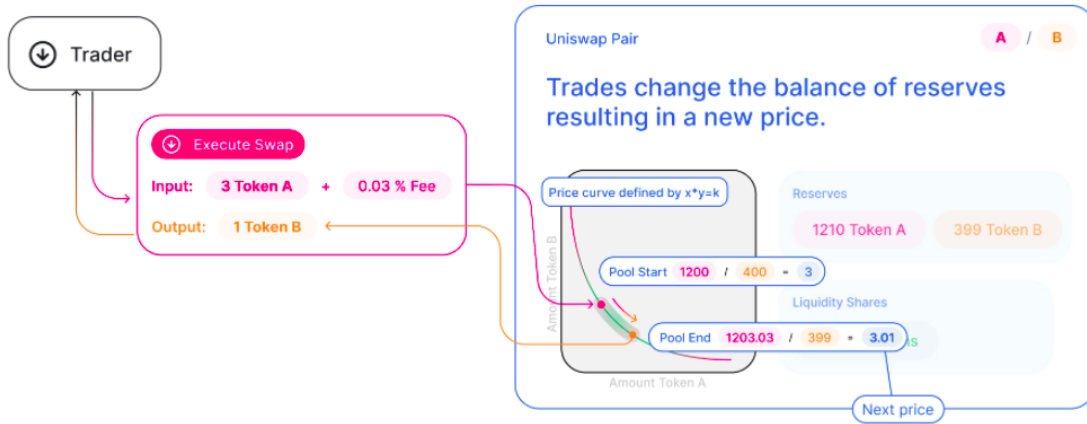 Trader
Execute Swap
Input: 3 Token A + 0.03 % Fee
Output: 1 Token B
Uniswap Pair
A / B
Trades change the balance of reserves
resulting in a new price.
Price curve defined by x*y=k
Amount Token B
Pool Start 1200 / 400 = 3
Pool End 1203.03 / 399 = 3.01
Amount Token A
Reserves
1210 Token A 399 Token B
Liquidity Shares
Next price